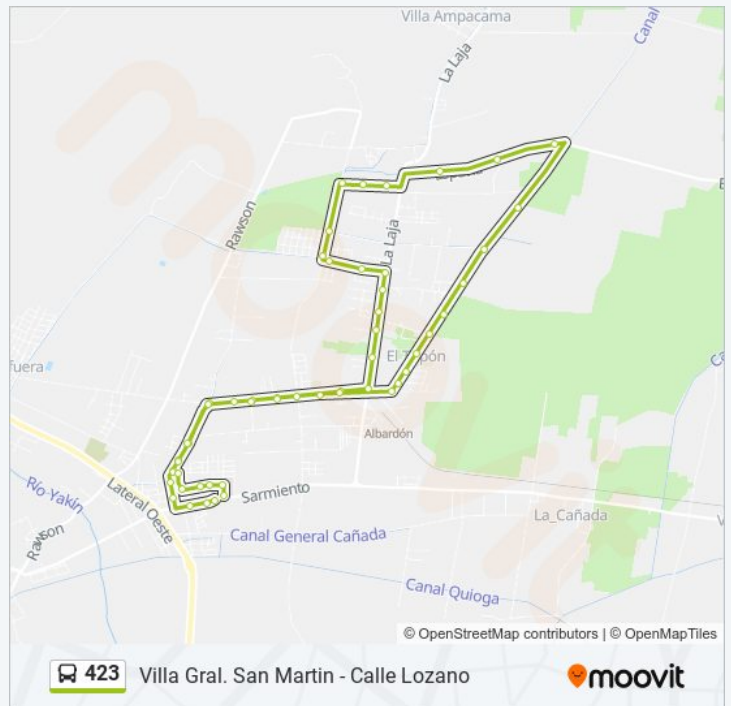 Villa Ampacama
Canal
La Laja
Rawson
La Laja
fuera
El Topón
Albardón
Río Yakín
Lateral Oeste
Sarmiento
La_Cañada
Rawson
Canal General Cañada
Canal Quioga
© OpenStreetMap contributors | © OpenMapTiles
423 Villa Gral. San Martin - Calle Lozano
moovit